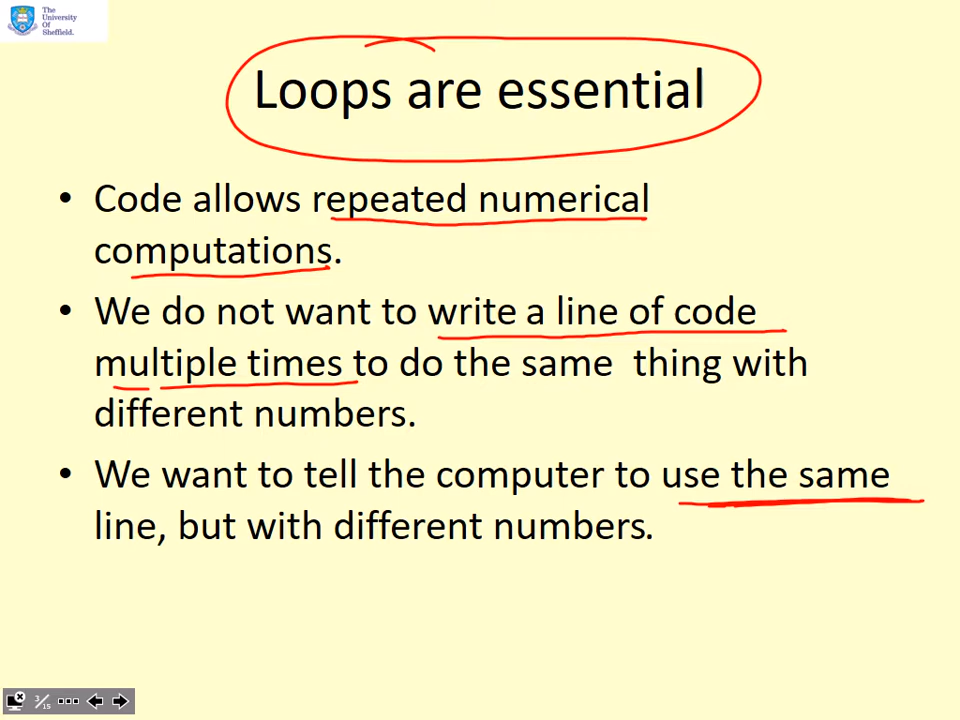 The
University
Of
Sheffield.
Loops are essential
• Code allows repeated numerical
computations.
• We do not want to write a line of code
multiple times to do the same  thing with
different numbers.
• We want to tell the computer to use the same
line, but with different numbers.
3/15